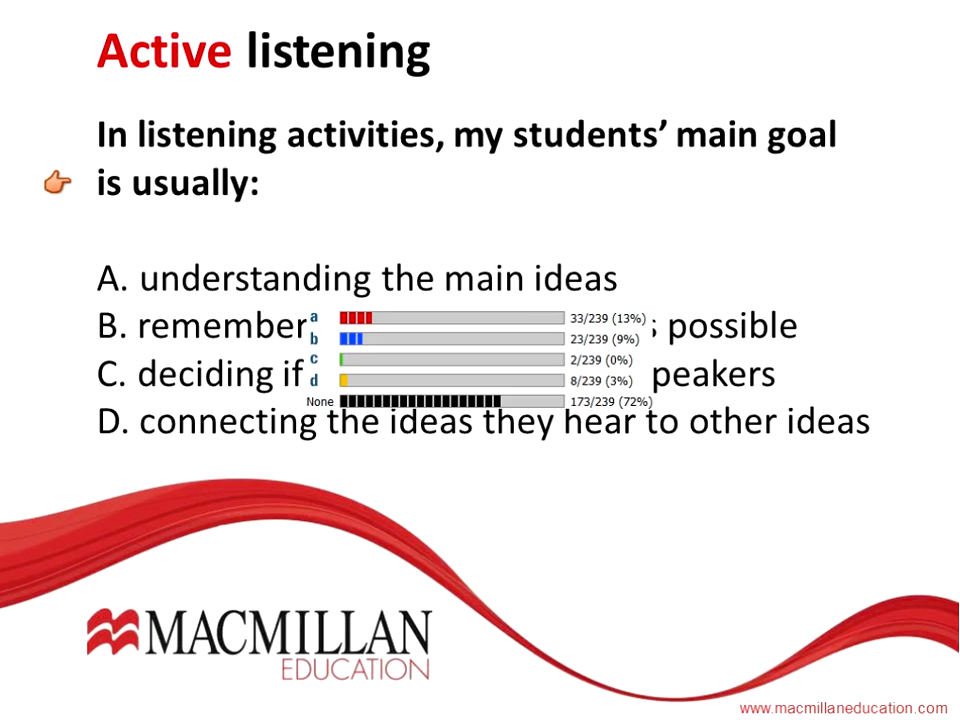 Active listening
In listening activities, my students’ main goal
is usually:
A. understanding the main ideas
B. remember possible
C. deciding if peakers
D. connecting the ideas they hear to other ideas
a 33/239 (13%)
b 23/239 (9%)
c 2/239 (0%)
d 8/239 (3%)
None 173/239 (72%)
MACMILLAN
EDUCATION
www.macmillaneducation.com